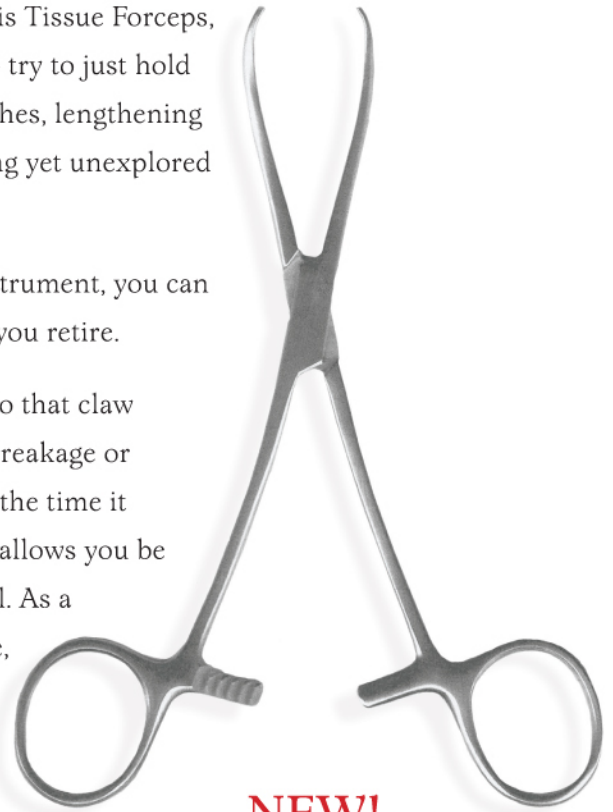 is Tissue Forceps,
try to just hold
hes, lengthening
g yet unexplored
trument, you can
you retire.
o that claw
reakage or
the time it
allows you be
l. As a
,
NEW!